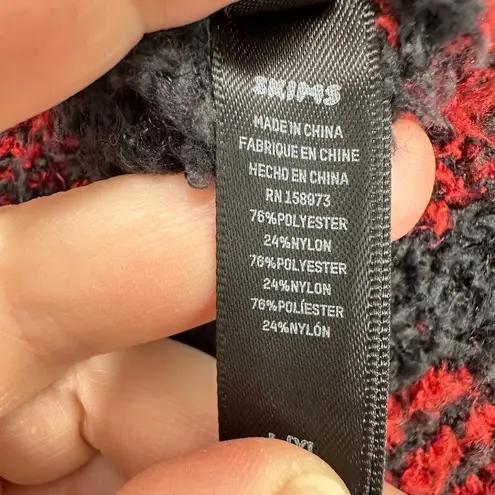 SKIMS
MADE IN CHINA
FABRIQUE EN CHINE
HECHO EN CHINA
RN 158973
76%POLYESTER
24%NYLON
76%POLYESTER
24%NYLON
76%POLÍESTER
24%NYLÓN